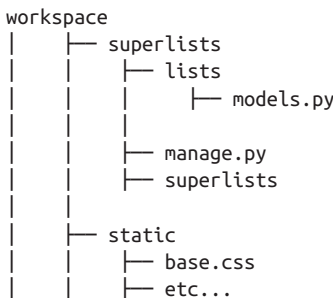 workspace
│    ├── superlists
│    │    ├── lists
│    │    │     ├── models.py
│    │    │
│    │    ├── manage.py
│    │    ├── superlists
│    │
│    ├── static
│    │    ├── base.css
│    │    ├── etc...